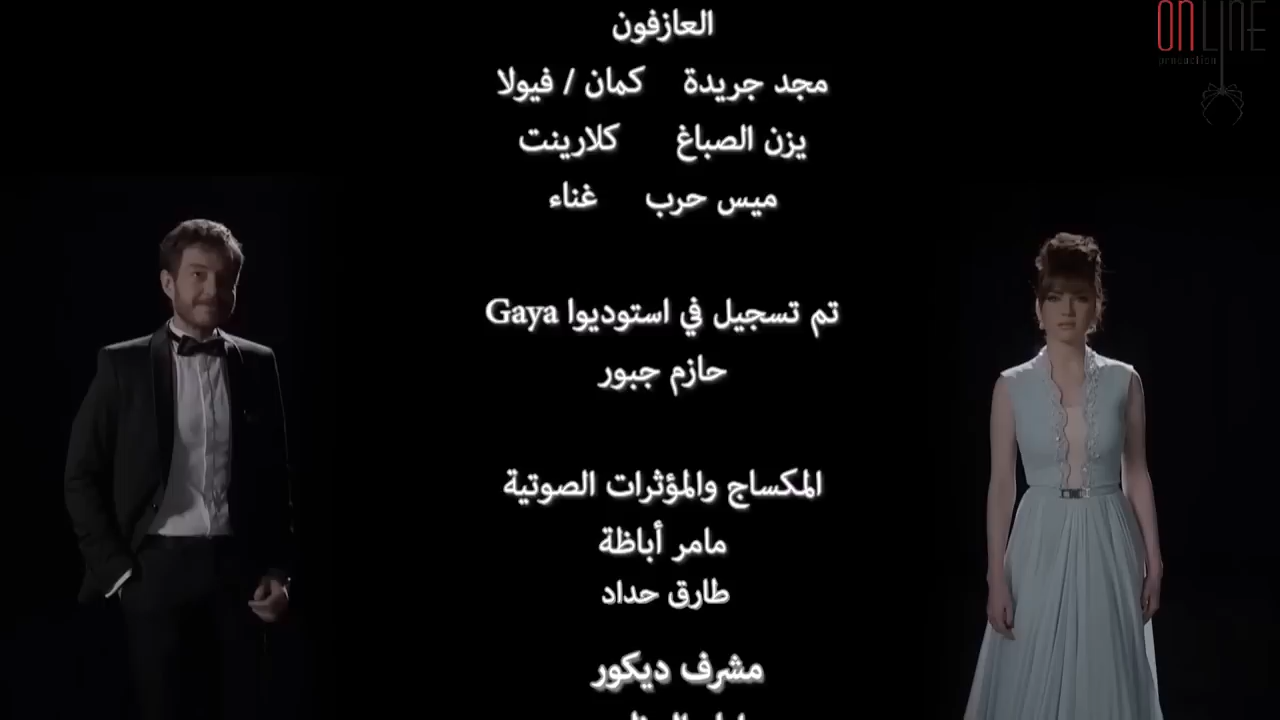 العازفون
مجد جريدة كمان / فيولا
يزن الصباغ كلارينت
ميس حرب غناء
تم تسجيل في استوديوا Gaya
حازم جبور
المكساج والمؤثرات الصوتية
مامر أباظة
طارق حداد
مشرف ديكور
ONLINE
production